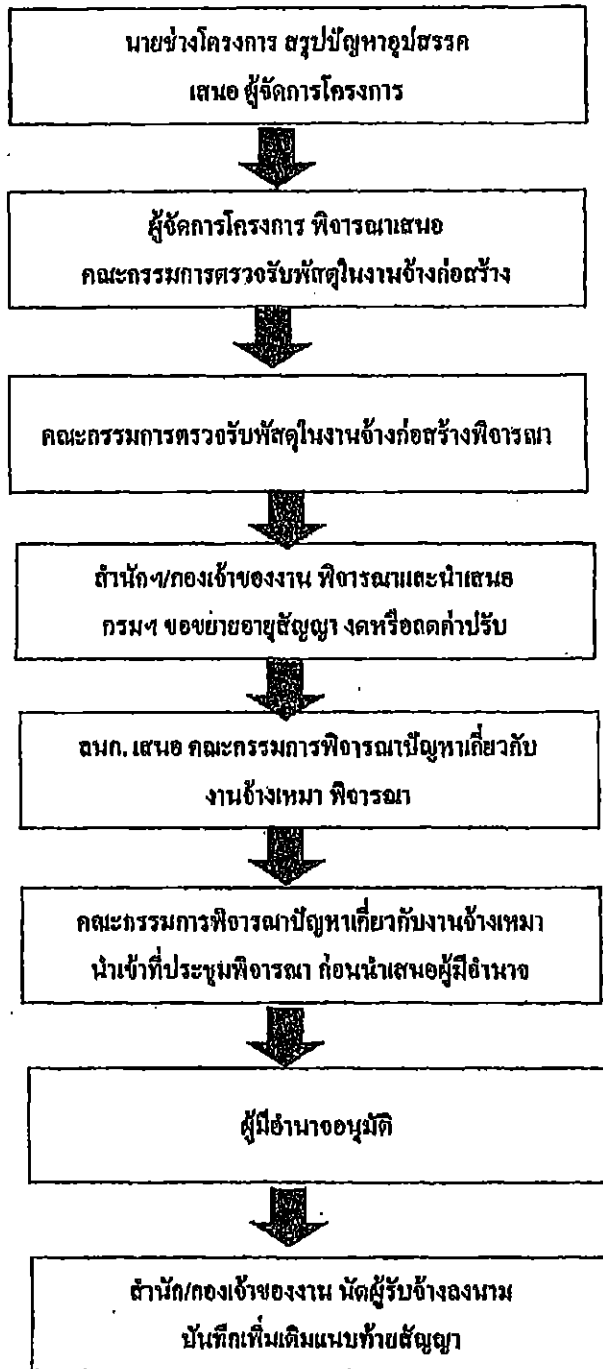 นายช่างโครงการ สรุปปัญหาอุปสรรค
เสนอ ผู้จัดการโครงการ
ผู้จัดการโครงการ พิจารณาเสนอ
คณะกรรมการตรวจรับพัสดุในงานจ้างก่อสร้าง
คณะกรรมการตรวจรับพัสดุในงานจ้างก่อสร้างพิจารณา
สำนักฯ/กองเจ้าของงาน พิจารณาและนำเสนอ
กรมฯ ขอขยายอายุสัญญา งดหรือลดค่าปรับ
ลนก. เสนอ คณะกรรมการพิจารณาปัญหาเกี่ยวกับ
งานจ้างเหมา พิจารณา
คณะกรรมการพิจารณาปัญหาเกี่ยวกับงานจ้างเหมา
นำเข้าที่ประชุมพิจารณา ก่อนนำเสนอผู้มีอำนาจ
ผู้มีอำนาจอนุมัติ
สำนัก/กองเจ้าของงาน นัดผู้รับจ้างลงนาม
บันทึกเพิ่มเติมแนบท้ายสัญญา